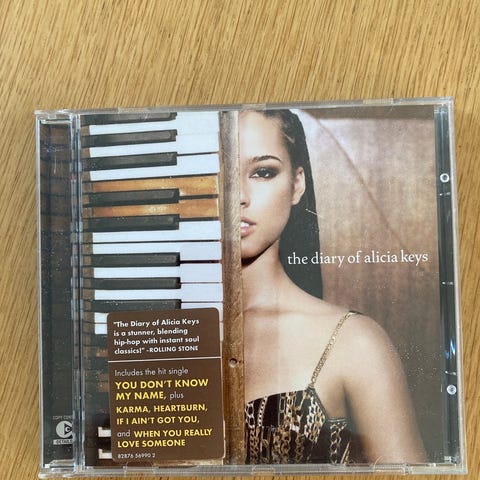 the diary of alicia keys
"The Diary of Alicia Keys
is a stunner, blending
hip-hop with instant soul
classics!" -ROLLING STONE
Includes the hit single
YOU DON'T KNOW
MY NAME, plus
KARMA, HEARTBURN,
IF I AIN'T GOT YOU,
and WHEN YOU REALLY
LOVE SOMEONE
82876 56990 2
COPY CONTROL